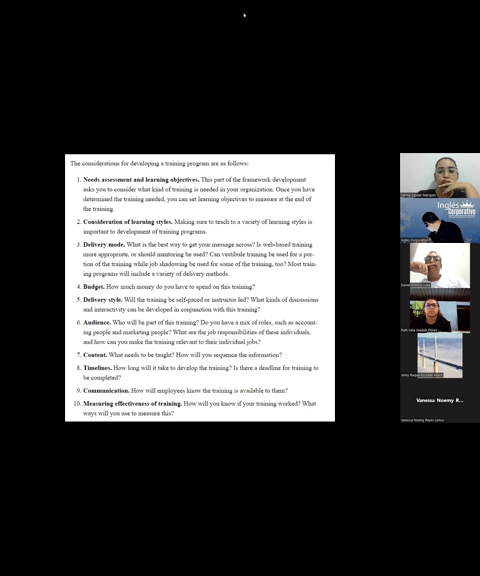 The considerations for developing a training program are as follows:
1. Needs assessment and learning objectives. This part of the framework development
asks you to consider what kind of training is needed in your organization. Once you have
determined the training needed, you can set learning objectives to measure at the end of
the training.
2. Consideration of learning styles. Making sure to teach to a variety of learning styles is
important to development of training programs.
3. Delivery mode. What is the best way to get your message across? Is web-based training
more appropriate, or should mentoring be used? Can vestibule training be used for a por-
tion of the training while job shadowing be used for some of the training, too? Most train-
ing programs will include a variety of delivery methods.
4. Budget. How much money do you have to spend on this training?
5. Delivery style. Will the training be self-paced or instructor led? What kinds of discussions
and interactivity can be developed in conjunction with this training?
6. Audience. Who will be part of this training? Do you have a mix of roles, such as account-
ing people and marketing people? What are the job responsibilities of these individuals,
and how can you make the training relevant to their individual jobs?
7. Content. What needs to be taught? How will you sequence the information?
8. Timelines. How long will it take to develop the training? Is there a deadline for training to
be completed?
9. Communication. How will employees know the training is available to them?
10. Measuring effectiveness of training. How will you know if your training worked? What
ways will you use to measure this?
Inglés
Corporativo
Inglés Corporativo
Vanessa Noemy R...
Vanessa Noemy Reyes